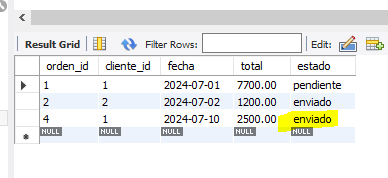 Result Grid Filter Rows: Edit:
orden_id cliente_id fecha total estado
1 1 2024-07-01 7700.00 pendiente
2 2 2024-07-02 1200.00 enviado
4 1 2024-07-10 2500.00 enviado
NULL NULL NULL NULL NULL